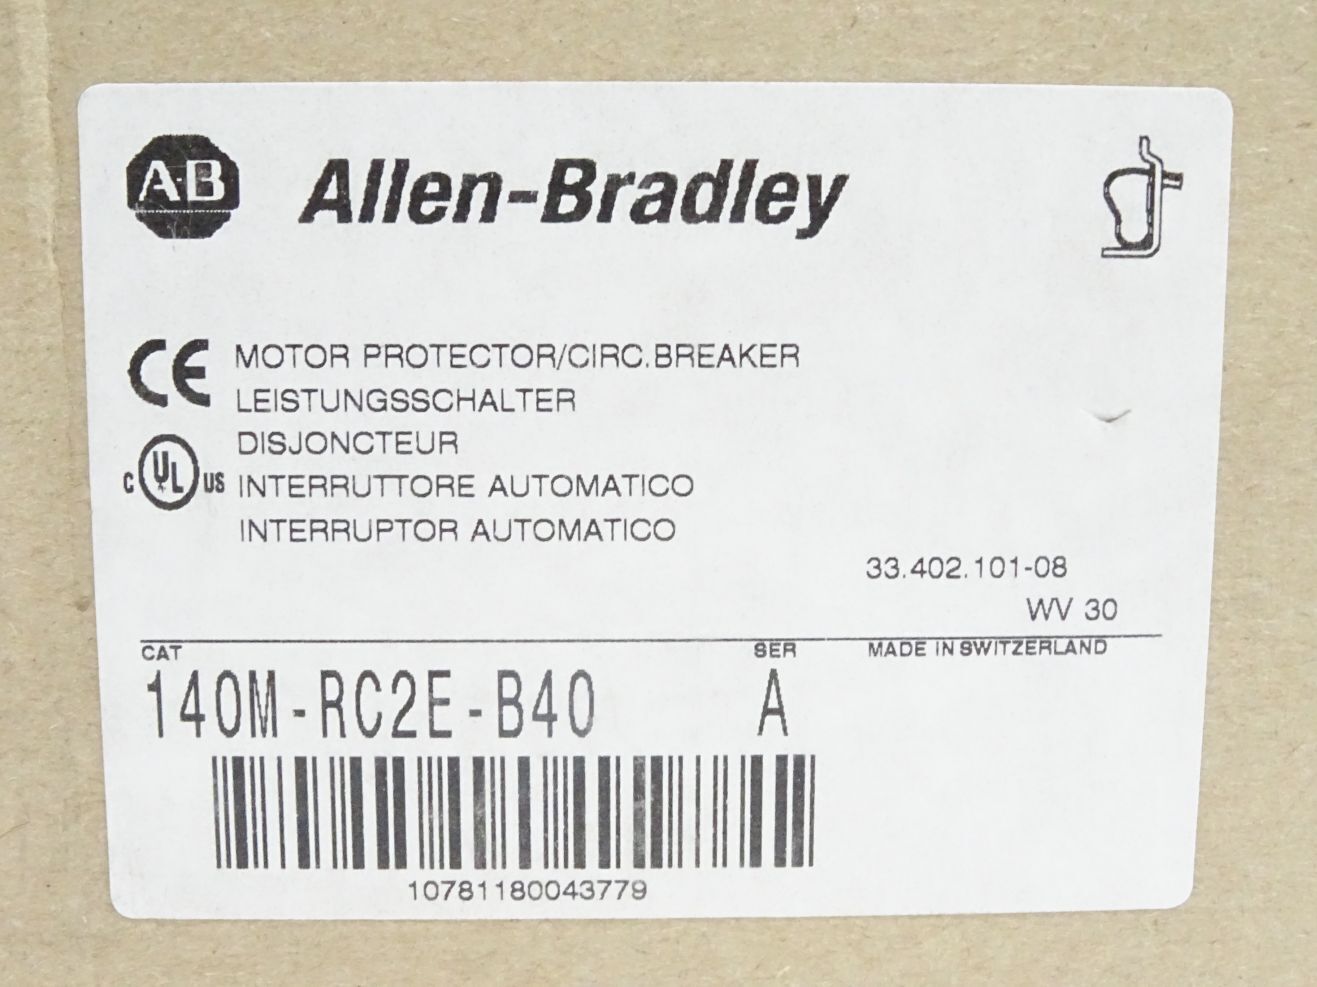 A-B Allen-Bradley
CE MOTOR PROTECTOR/CIRC.BREAKER
LEISTUNGSSCHALTER
DISJONCTEUR
C UL US INTERRUTTORE AUTOMATICO
INTERRUPTOR AUTOMATICO
33.402.101-08
WV 30
CAT SER MADE IN SWITZERLAND
140M-RC2E-B40 A
10781180043779